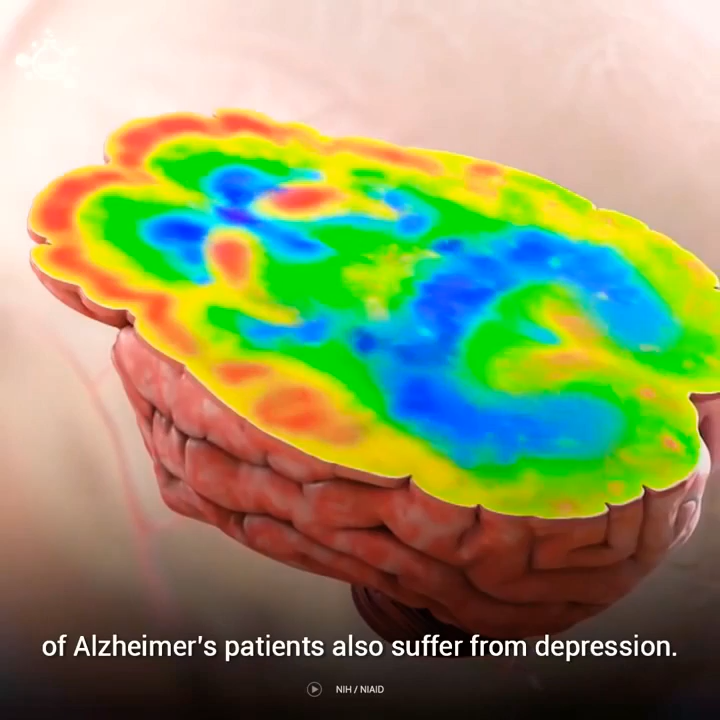 of Alzheimer's patients also suffer from depression.
NIH / NIAID